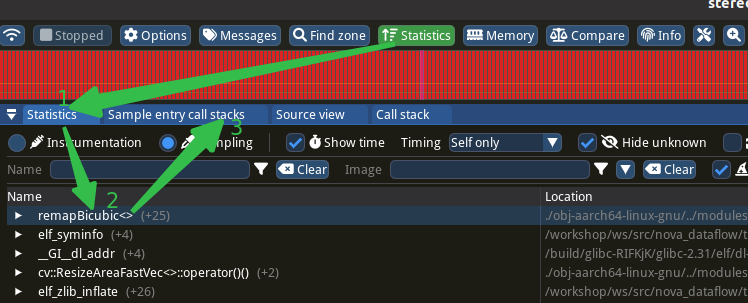 stereo
Stopped Options Messages Find zone Statistics Memory Compare Info
1
Statistics Sample entry call stacks Source view Call stack
3
Instrumentation Sampling Show time Timing Self only Hide unknown
Name Clear Image Clear
2
Name Location
remapBicubic<> (+25) ./obj-aarch64-linux-gnu/../modules
elf_syminfo (+4) /workshop/ws/src/nova_dataflow/t
__GI__dl_addr (+4) /build/glibc-RIFKjK/glibc-2.31/elf/dl-
cv::ResizeAreaFastVec<>::operator()() (+2) ./obj-aarch64-linux-gnu/../modules
elf_zlib_inflate (+26) /workshop/ws/src/nova_dataflow/t